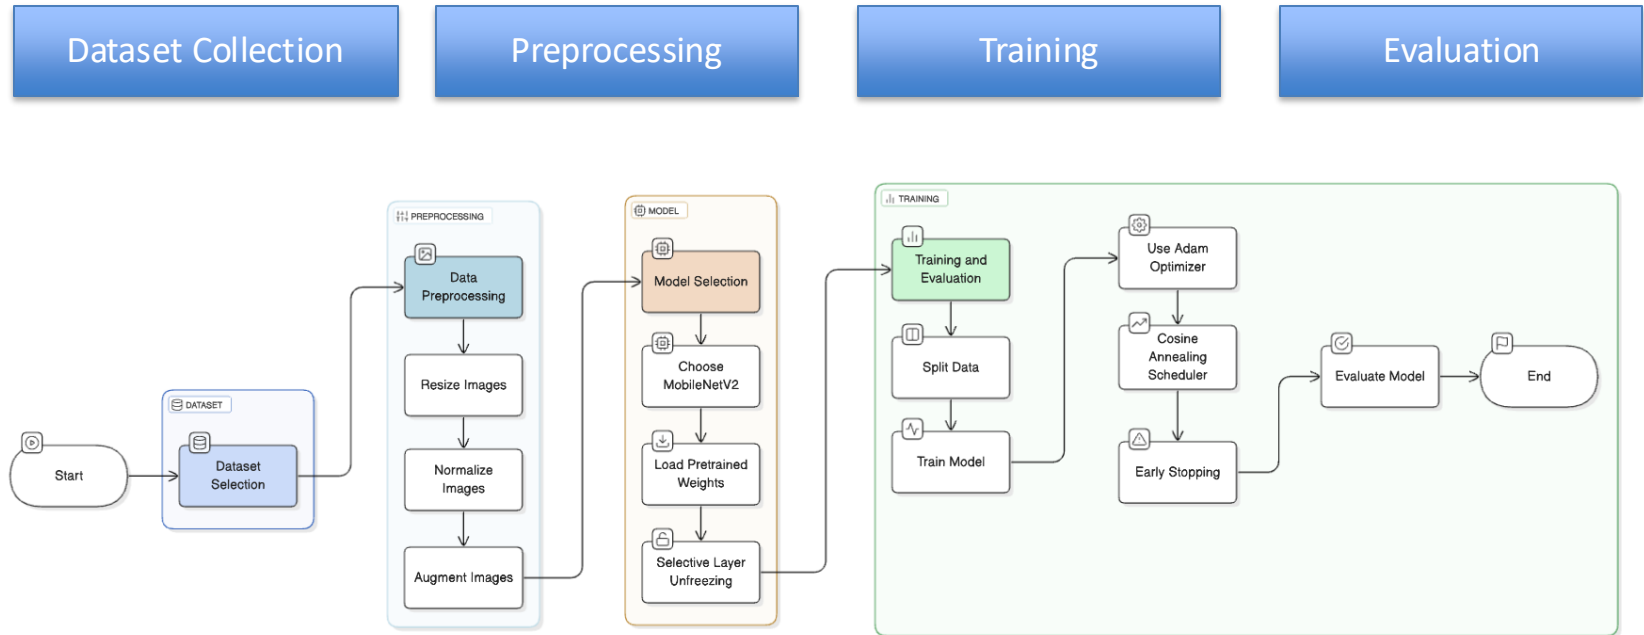 Dataset Collection
Preprocessing
Training
Evaluation
Start
DATASET
Dataset
Selection
PREPROCESSING
Data
Preprocessing
Resize Images
Normalize
Images
Augment Images
MODEL
Model Selection
Choose
MobileNetV2
Load Pretrained
Weights
Selective Layer
Unfreezing
TRAINING
Training and
Evaluation
Split Data
Train Model
Use Adam
Optimizer
Cosine
Annealing
Scheduler
Early Stopping
Evaluate Model
End